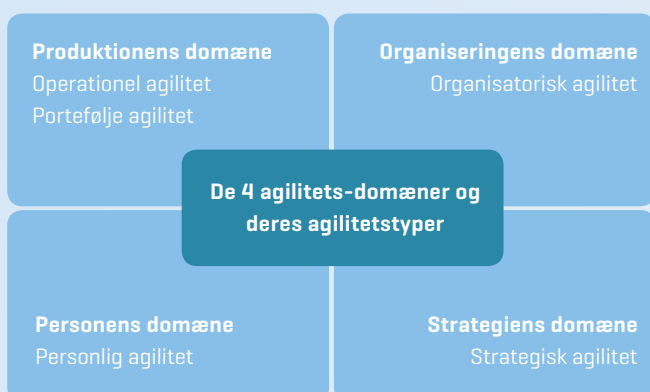 Produktionens domæne
Operationel agilitet
Portefølje agilitet
Organiseringens domæne
Organisatorisk agilitet
De 4 agilitets-domæner og
deres agilitetstyper
Personens domæne
Personlig agilitet
Strategiens domæne
Strategisk agilitet